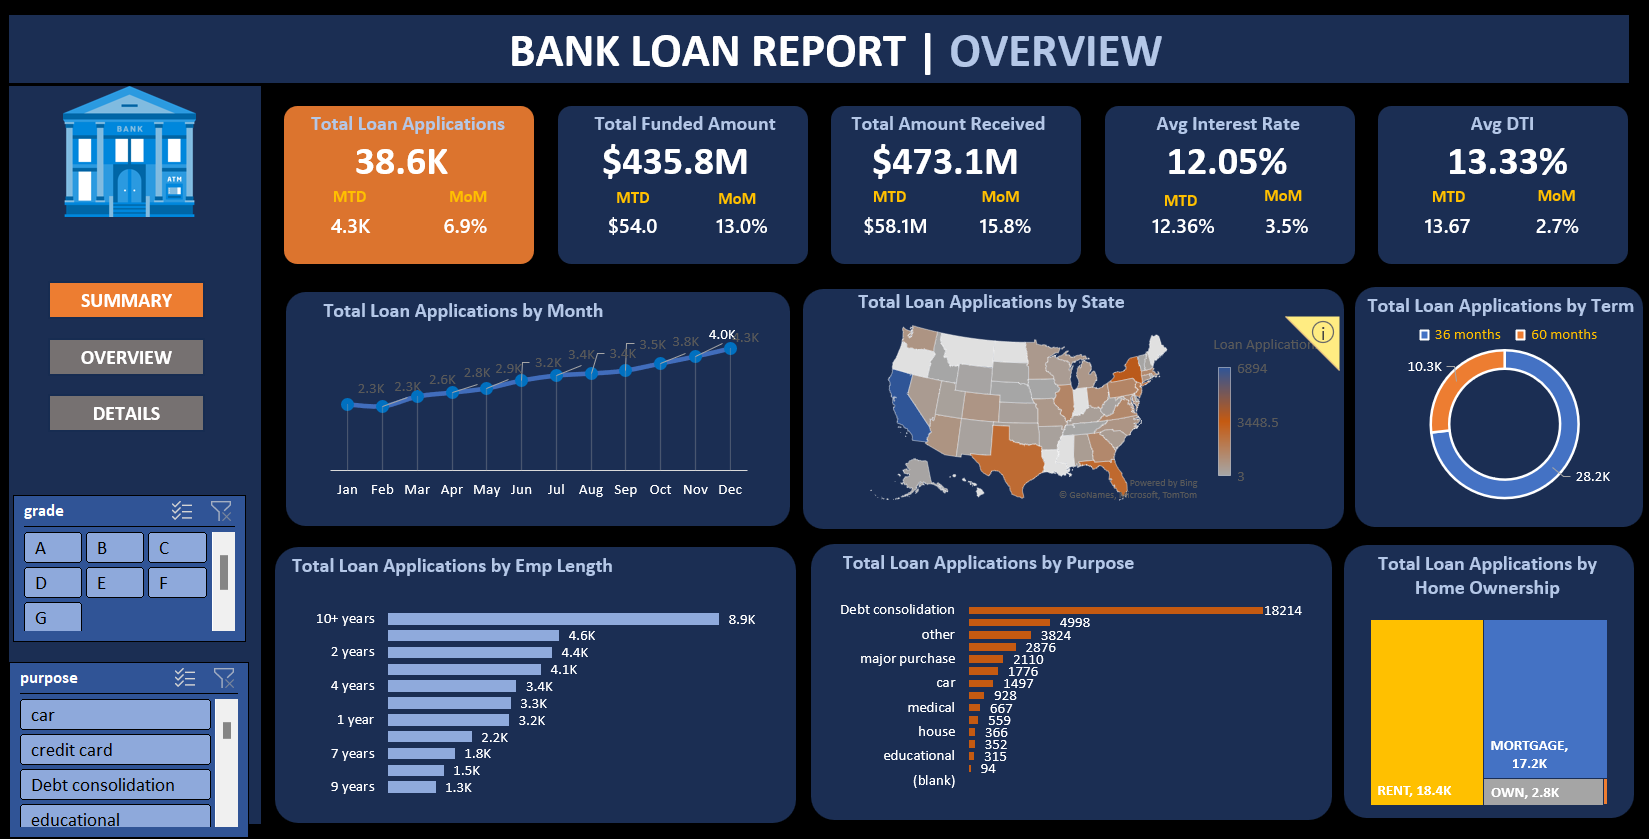 BANK LOAN REPORT | OVERVIEW
BANK
ATM
SUMMARY
OVERVIEW
DETAILS
grade
A B C
D E F
G
purpose
car
credit card
Debt consolidation
educational
Total Loan Applications
38.6K
MTD MoM
4.3K 6.9%
Total Funded Amount
$435.8M
MTD MoM
$54.0 13.0%
Total Amount Received
$473.1M
MTD MoM
$58.1M 15.8%
Avg Interest Rate
12.05%
MTD MoM
12.36% 3.5%
Avg DTI
13.33%
MTD MoM
13.67 2.7%
Total Loan Applications by Month
2.3K 2.3K 2.6K 2.8K 2.9K 3.2K 3.4K 3.4K 3.5K 3.8K 4.0K 4.3K
Jan Feb Mar Apr May Jun Jul Aug Sep Oct Nov Dec
Total Loan Applications by State
Loan Application
6894
3448.5
3
Powered by Bing
© GeoNames, Microsoft, TomTom
Total Loan Applications by Term
36 months 60 months
10.3K
28.2K
Total Loan Applications by Emp Length
10+ years 8.9K
4.6K
2 years 4.4K
4.1K
4 years 3.4K
3.3K
1 year 3.2K
2.2K
7 years 1.8K
1.5K
9 years 1.3K
Total Loan Applications by Purpose
Debt consolidation 18214
4998
other 3824
2876
major purchase 2110
1776
car 1497
928
medical 667
559
house 366
352
educational 315
94
(blank)
Total Loan Applications by
Home Ownership
MORTGAGE,
17.2K
RENT, 18.4K
OWN, 2.8K